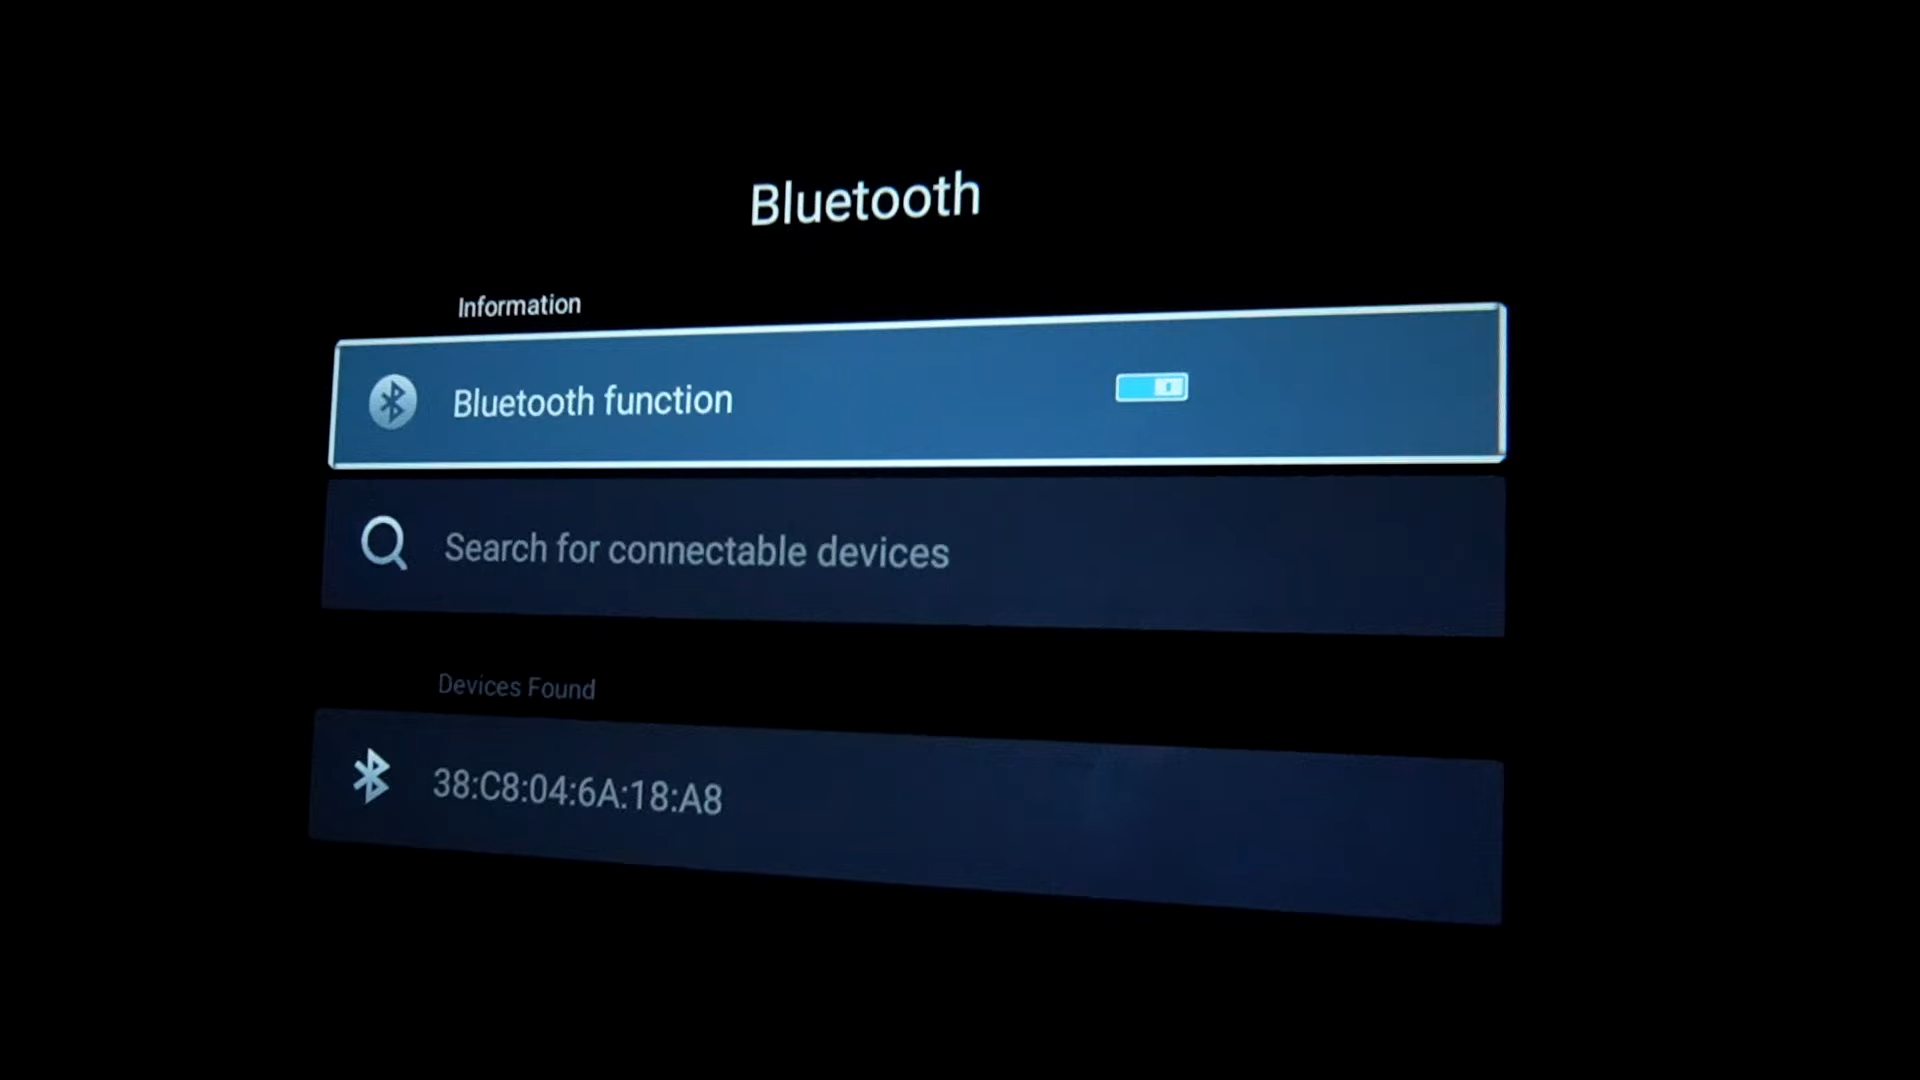 Bluetooth
Information
Bluetooth function
Search for connectable devices
Devices Found
38:C8:04:6A:18:A8